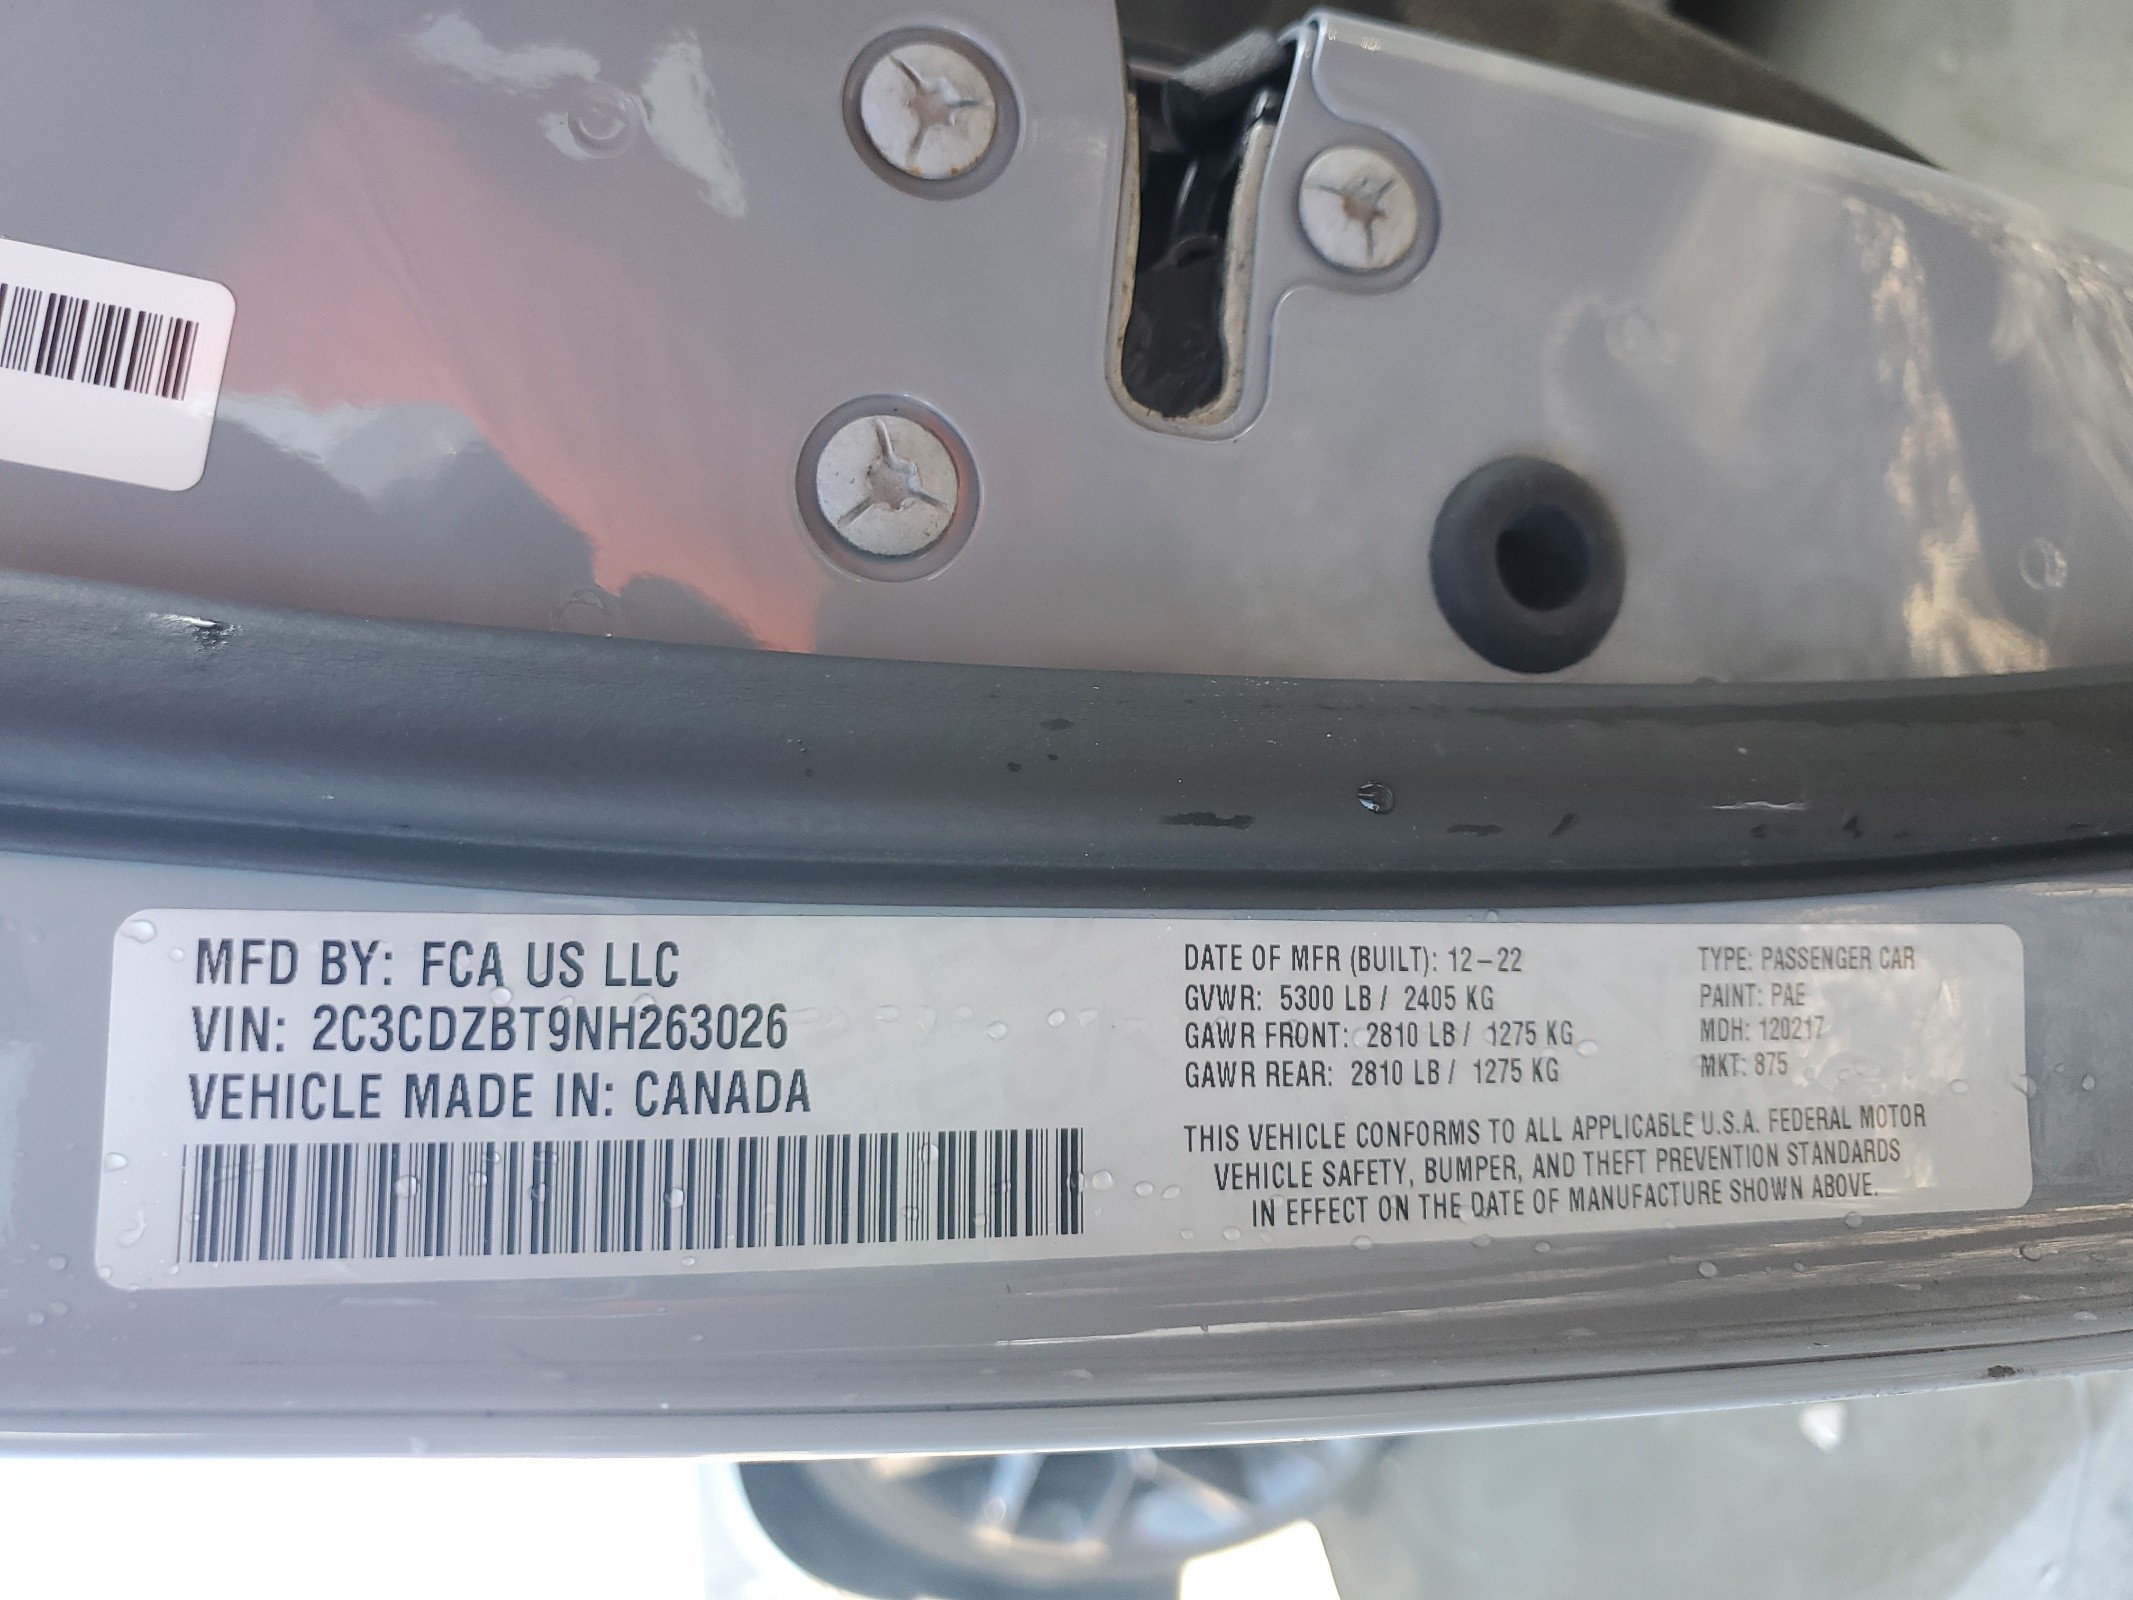 MFD BY: FCA US LLC
VIN: 2C3CDZBT9NH263026
VEHICLE MADE IN: CANADA
DATE OF MFR (BUILT): 12-22
GVWR: 5300 LB / 2405 KG
GAWR FRONT: 2810 LB / 1275 KG
GAWR REAR: 2810 LB / 1275 KG
TYPE: PASSENGER CAR
PAINT: PAE
MDH: 120217
MKT: 875
THIS VEHICLE CONFORMS TO ALL APPLICABLE U.S.A. FEDERAL MOTOR
VEHICLE SAFETY, BUMPER, AND THEFT PREVENTION STANDARDS
IN EFFECT ON THE DATE OF MANUFACTURE SHOWN ABOVE.